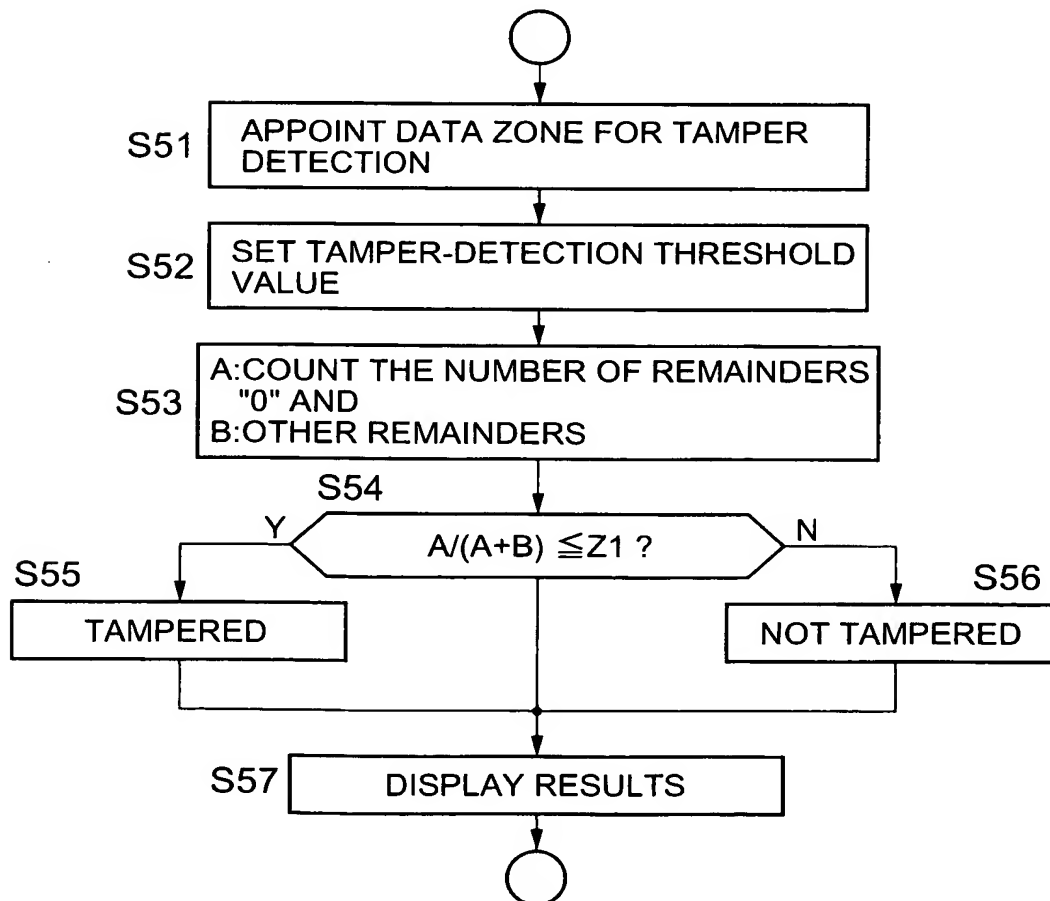 S51
APPOINT DATA ZONE FOR TAMPER
DETECTION
S52
SET TAMPER-DETECTION THRESHOLD
VALUE
S53
A:COUNT THE NUMBER OF REMAINDERS
"0" AND
B:OTHER REMAINDERS
S54
Y
A/(A+B) ≦Z1 ?
N
S55
TAMPERED
S56
NOT TAMPERED
S57
DISPLAY RESULTS